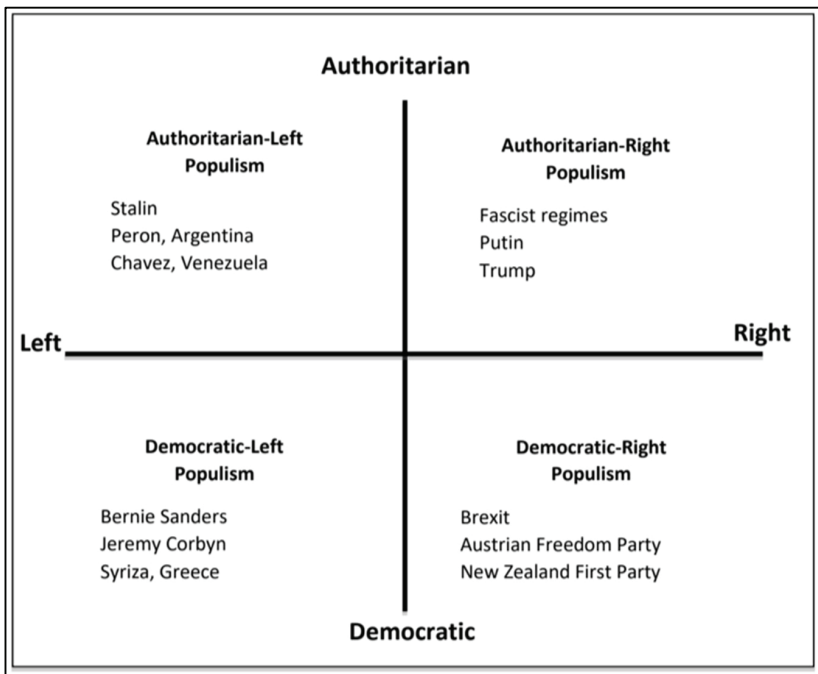 Authoritarian
Authoritarian-Left
Populism
Stalin
Peron, Argentina
Chavez, Venezuela
Authoritarian-Right
Populism
Fascist regimes
Putin
Trump
Left
Right
Democratic-Left
Populism
Bernie Sanders
Jeremy Corbyn
Syriza, Greece
Democratic-Right
Populism
Brexit
Austrian Freedom Party
New Zealand First Party
Democratic